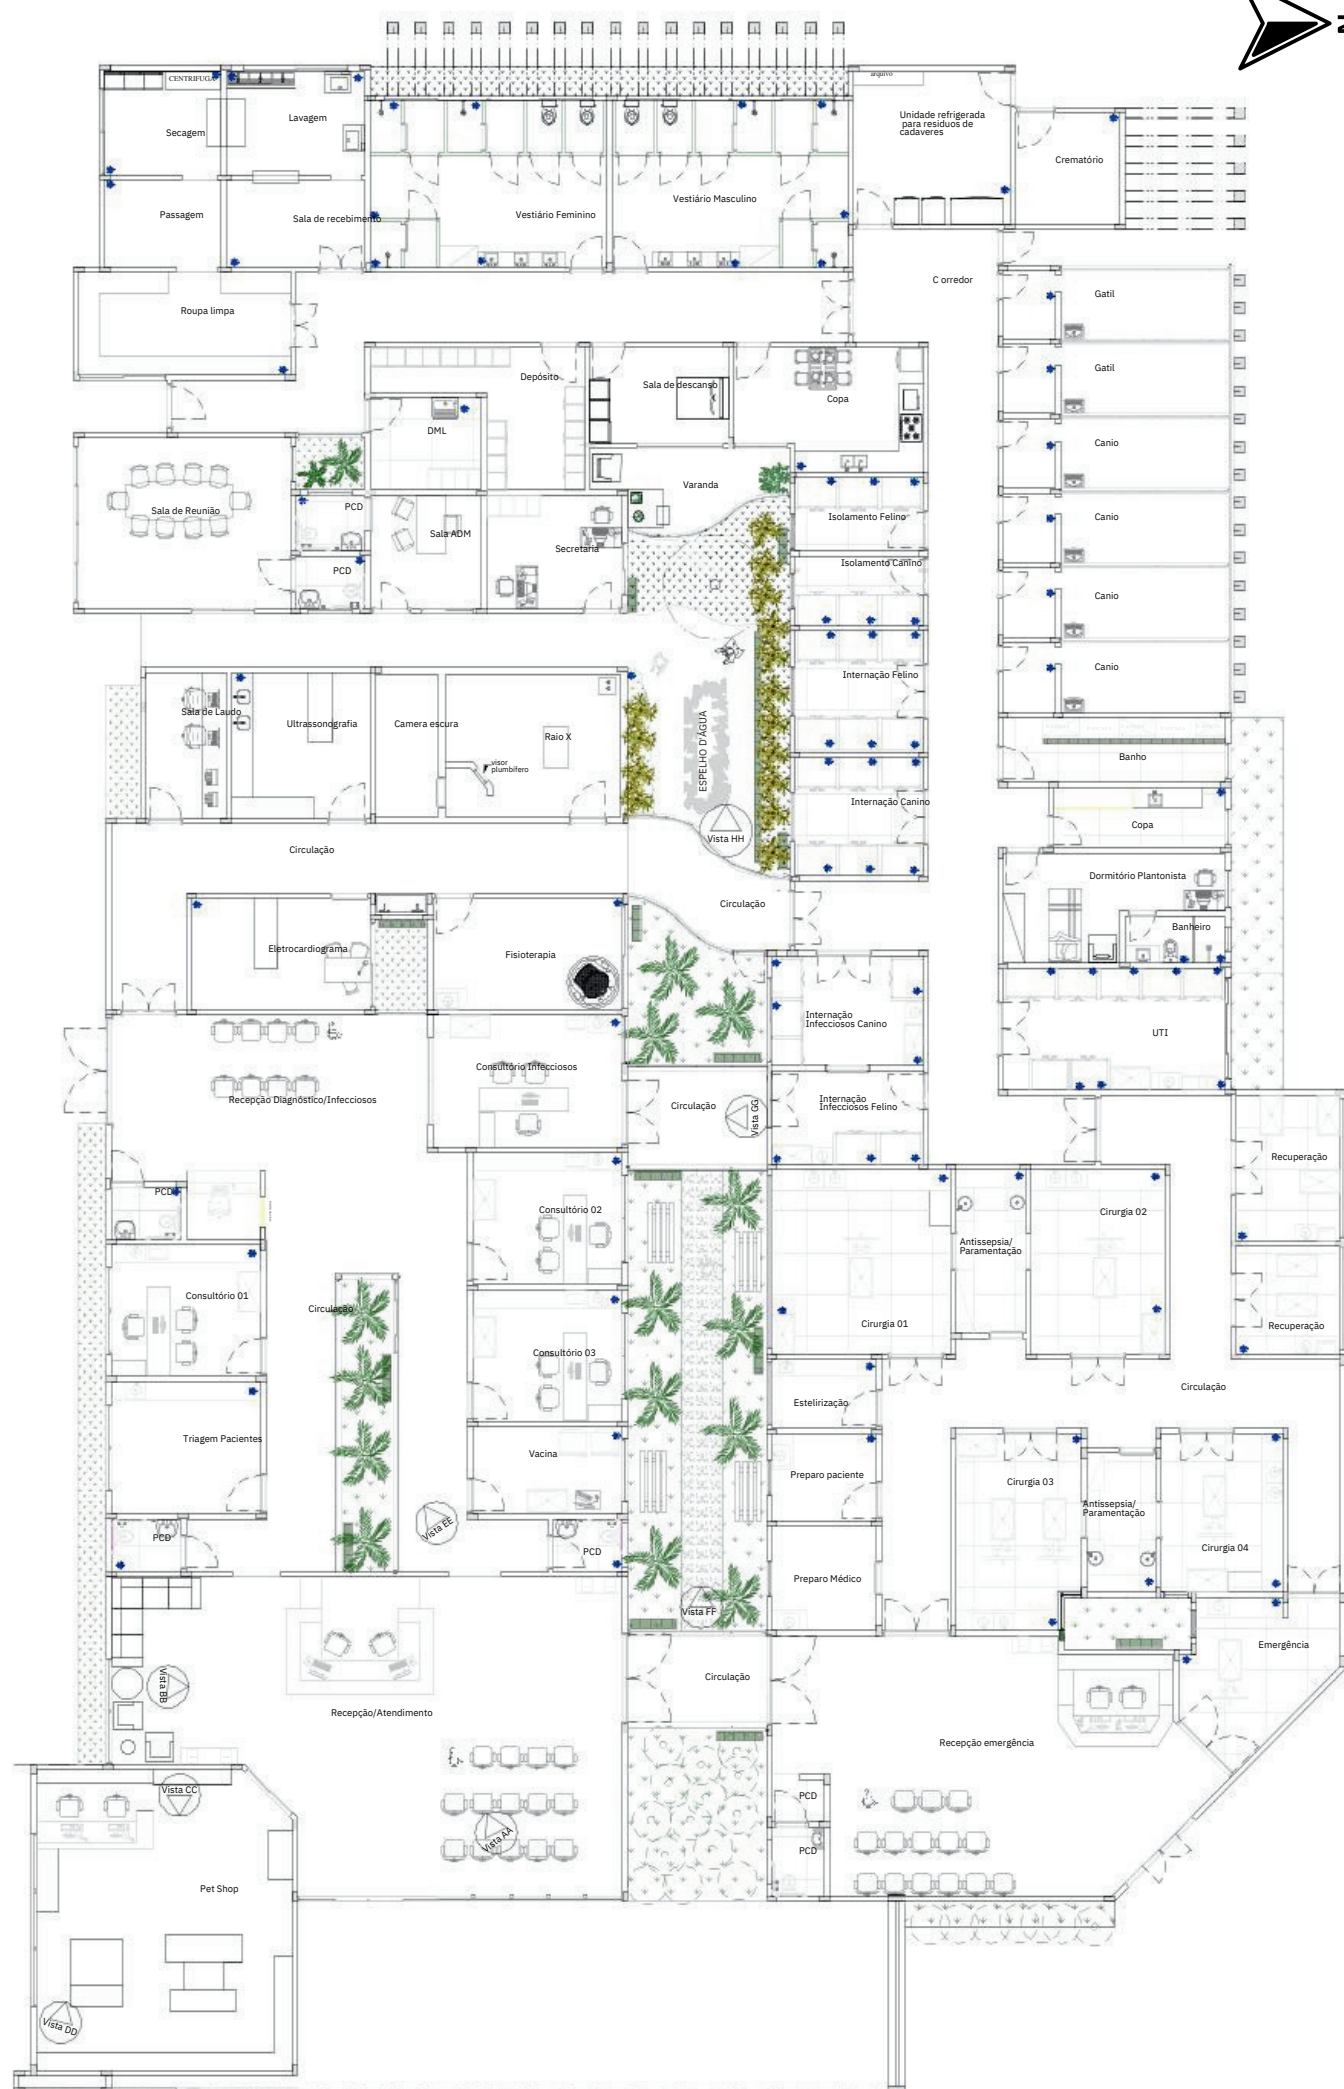 N
CENTRIFUGA
arquivo
Lavagem
Secagem
Unidade refrigerada
para residuos de
cadaveres
Crematório
Passagem
Sala de recebimento
Vestiário Feminino
Vestiário Masculino
C orredor
Gatil
Roupa limpa
Gatil
Depósito
Sala de descanso
Copa
DML
Canio
Varanda
PCD
Sala de Reunião
Isolamento Felino
Canio
Sala ADM
Secretaria
Isolamento Canino
PCD
Canio
Internação Felino
Canio
Sala de Laudo
Ultrassonografia
Camera escura
Raio X
visor
plumbifero
ESPELHO D'ÁGUA
Banho
Internação Canino
Copa
Vista HH
Circulação
Dormitório Plantonista
Circulação
Banheiro
Eletrocardiograma
Fisioterapia
Internação
Infecciosos Canino
UTI
Consultório Infecciosos
Recepção Diagnóstico/Infecciosos
Circulação
Vista GG
Internação
Infecciosos Felino
Recuperação
PCD
Consultório 02
Cirurgia 02
Antissepsia/
Paramentação
Consultório 01
Circulação
Cirurgia 01
Recuperação
Consultório 03
Circulação
Estelirização
Triagem Pacientes
Vacina
Preparo paciente
Cirurgia 03
Antissepsia/
Paramentação
Vista EE
PCD
PCD
Cirurgia 04
Preparo Médico
Vista FF
Emergência
Vista BB
Circulação
Recepção/Atendimento
Recepção emergência
Vista CC
PCD
Vista AA
PCD
Pet Shop
Vista DD